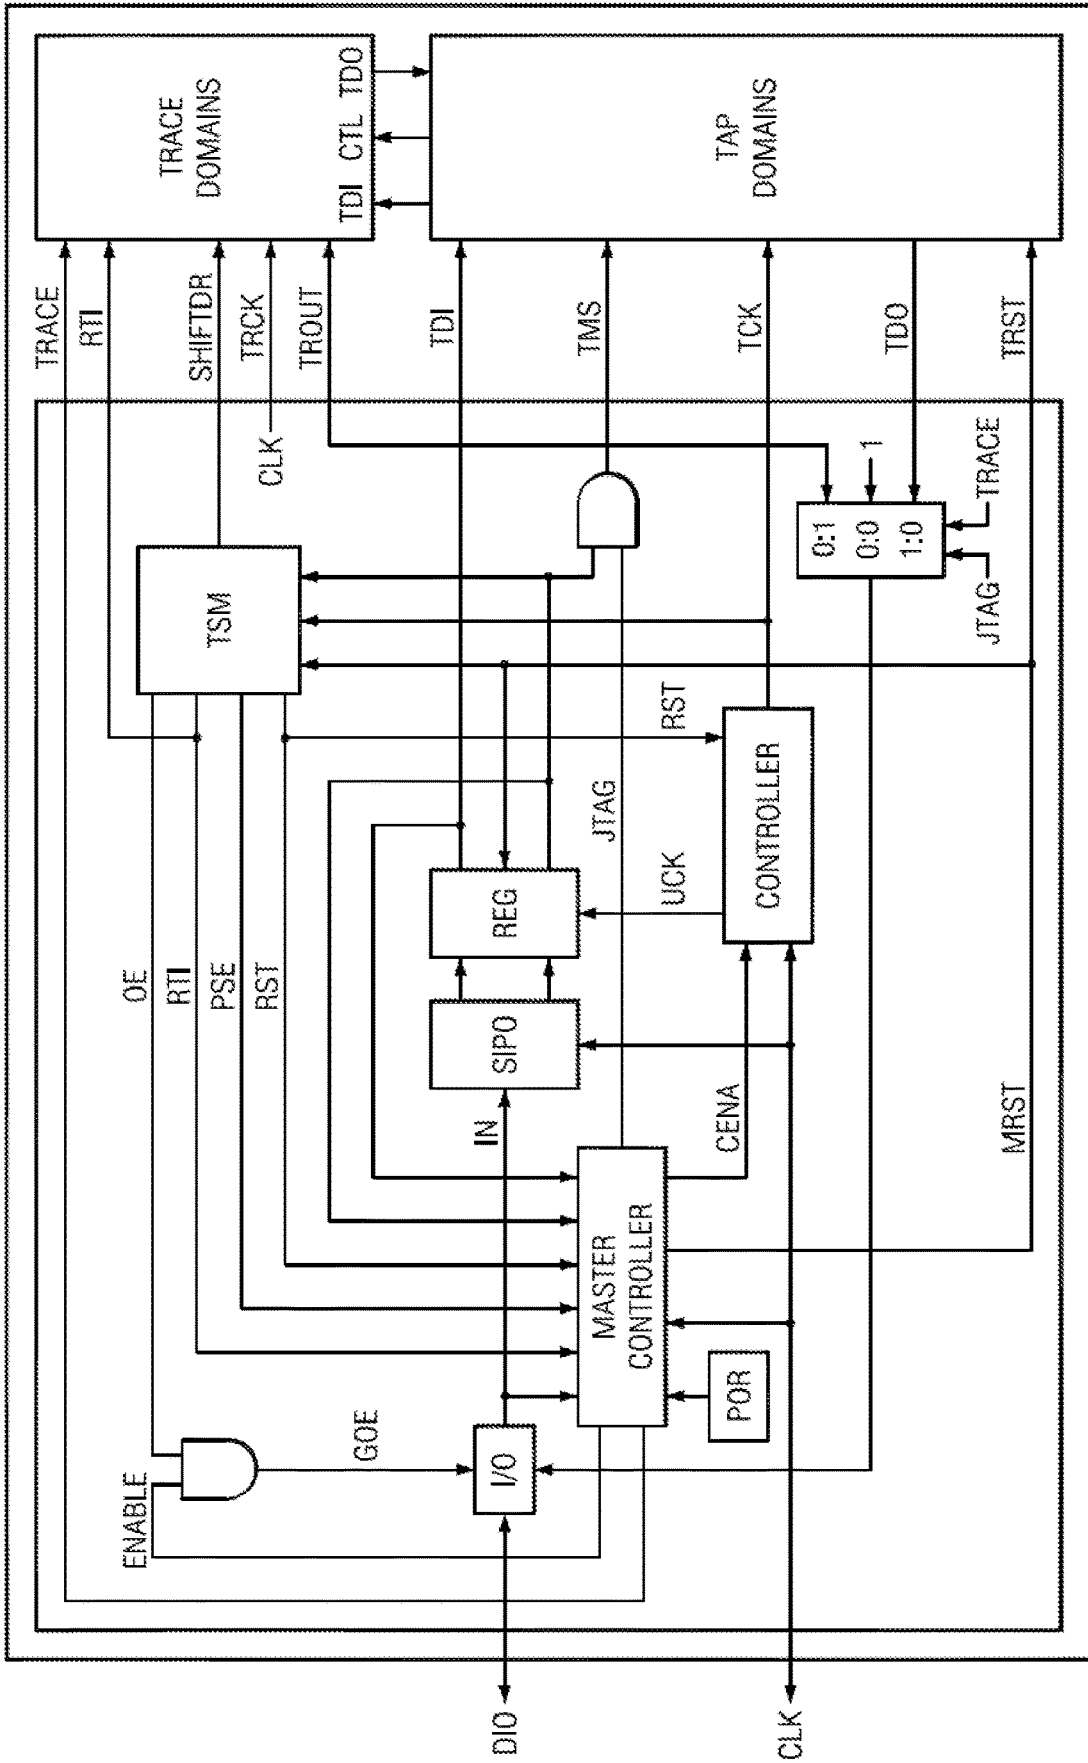 TRACE
DOMAINS
TDI
CTL
TDO
TAP
DOMAINS
TRACE
RTI
SHIFTDR
TRCK
TROUT
TDI
TMS
TCK
TDO
TRST
CLK
TSM
1
0:1
0:0
1:0
TRACE
JTAG
RST
JTAG
UCK
CONTROLLER
REG
OE
RTI
PSE
RST
SIPO
IN
CENA
MRST
MASTER
CONTROLLER
POR
ENABLE
GOE
I/O
DIO
CLK